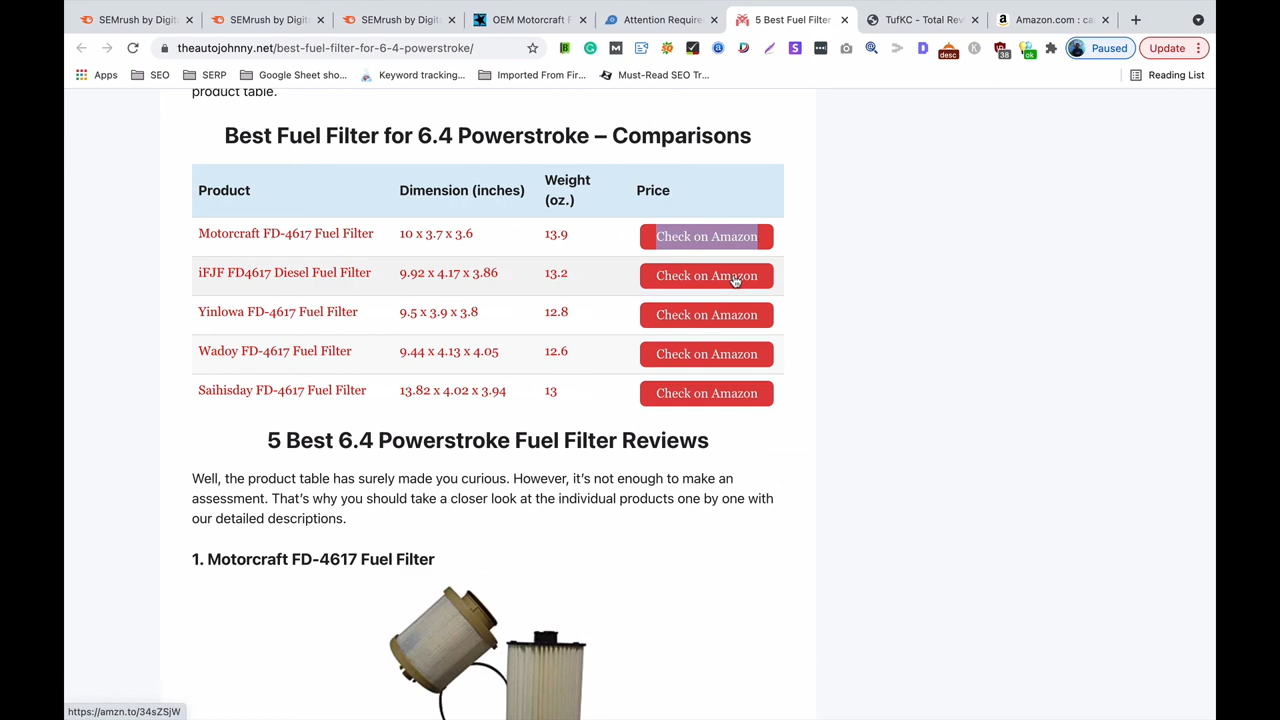 SEMrush by Digita
SEMrush by Digita
SEMrush by Digita
OEM Motorcraft F
Attention Require
5 Best Fuel Filter
TufKC - Total Rev
Amazon.com : ca
theautojohnny.net/best-fuel-filter-for-6-4-powerstroke/
desc
38
ok
Paused
Update
Apps
SEO
SERP
Google Sheet sho...
Keyword tracking...
Imported From Fir...
Must-Read SEO Tr...
Reading List
product table.
Best Fuel Filter for 6.4 Powerstroke – Comparisons
Product Dimension (inches) Weight (oz.) Price
Motorcraft FD-4617 Fuel Filter 10 x 3.7 x 3.6 13.9 Check on Amazon
iFJF FD4617 Diesel Fuel Filter 9.92 x 4.17 x 3.86 13.2 Check on Amazon
Yinlowa FD-4617 Fuel Filter 9.5 x 3.9 x 3.8 12.8 Check on Amazon
Wadoy FD-4617 Fuel Filter 9.44 x 4.13 x 4.05 12.6 Check on Amazon
Saihisday FD-4617 Fuel Filter 13.82 x 4.02 x 3.94 13 Check on Amazon
5 Best 6.4 Powerstroke Fuel Filter Reviews
Well, the product table has surely made you curious. However, it's not enough to make an
assessment. That's why you should take a closer look at the individual products one by one with
our detailed descriptions.
1. Motorcraft FD-4617 Fuel Filter
https://amzn.to/34sZSjW